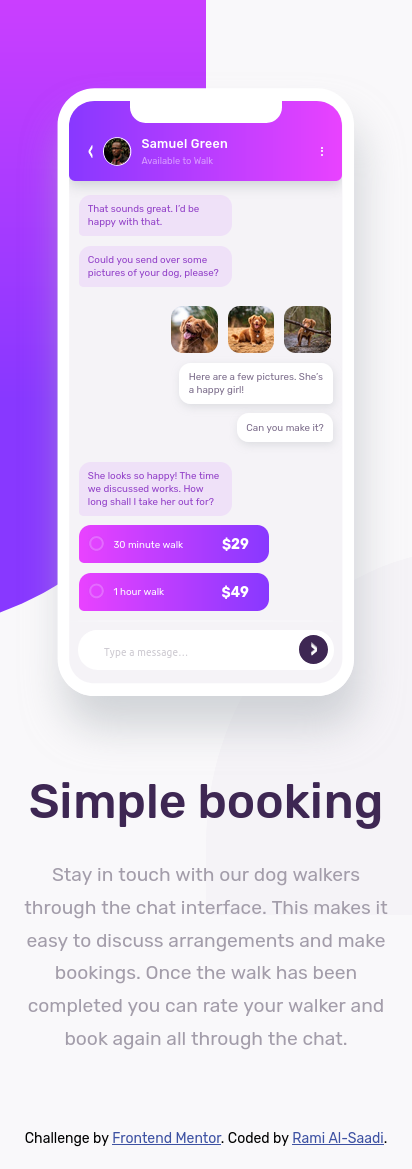 Samuel Green
Available to Walk
That sounds great. I'd be
happy with that.
Could you send over some
pictures of your dog, please?
Here are a few pictures. She's
a happy girl!
Can you make it?
She looks so happy! The time
we discussed works. How
long shall I take her out for?
30 minute walk $29
1 hour walk $49
Type a message...
Simple booking
Stay in touch with our dog walkers
through the chat interface. This makes it
easy to discuss arrangements and make
bookings. Once the walk has been
completed you can rate your walker and
book again all through the chat.
Challenge by Frontend Mentor. Coded by Rami Al-Saadi.